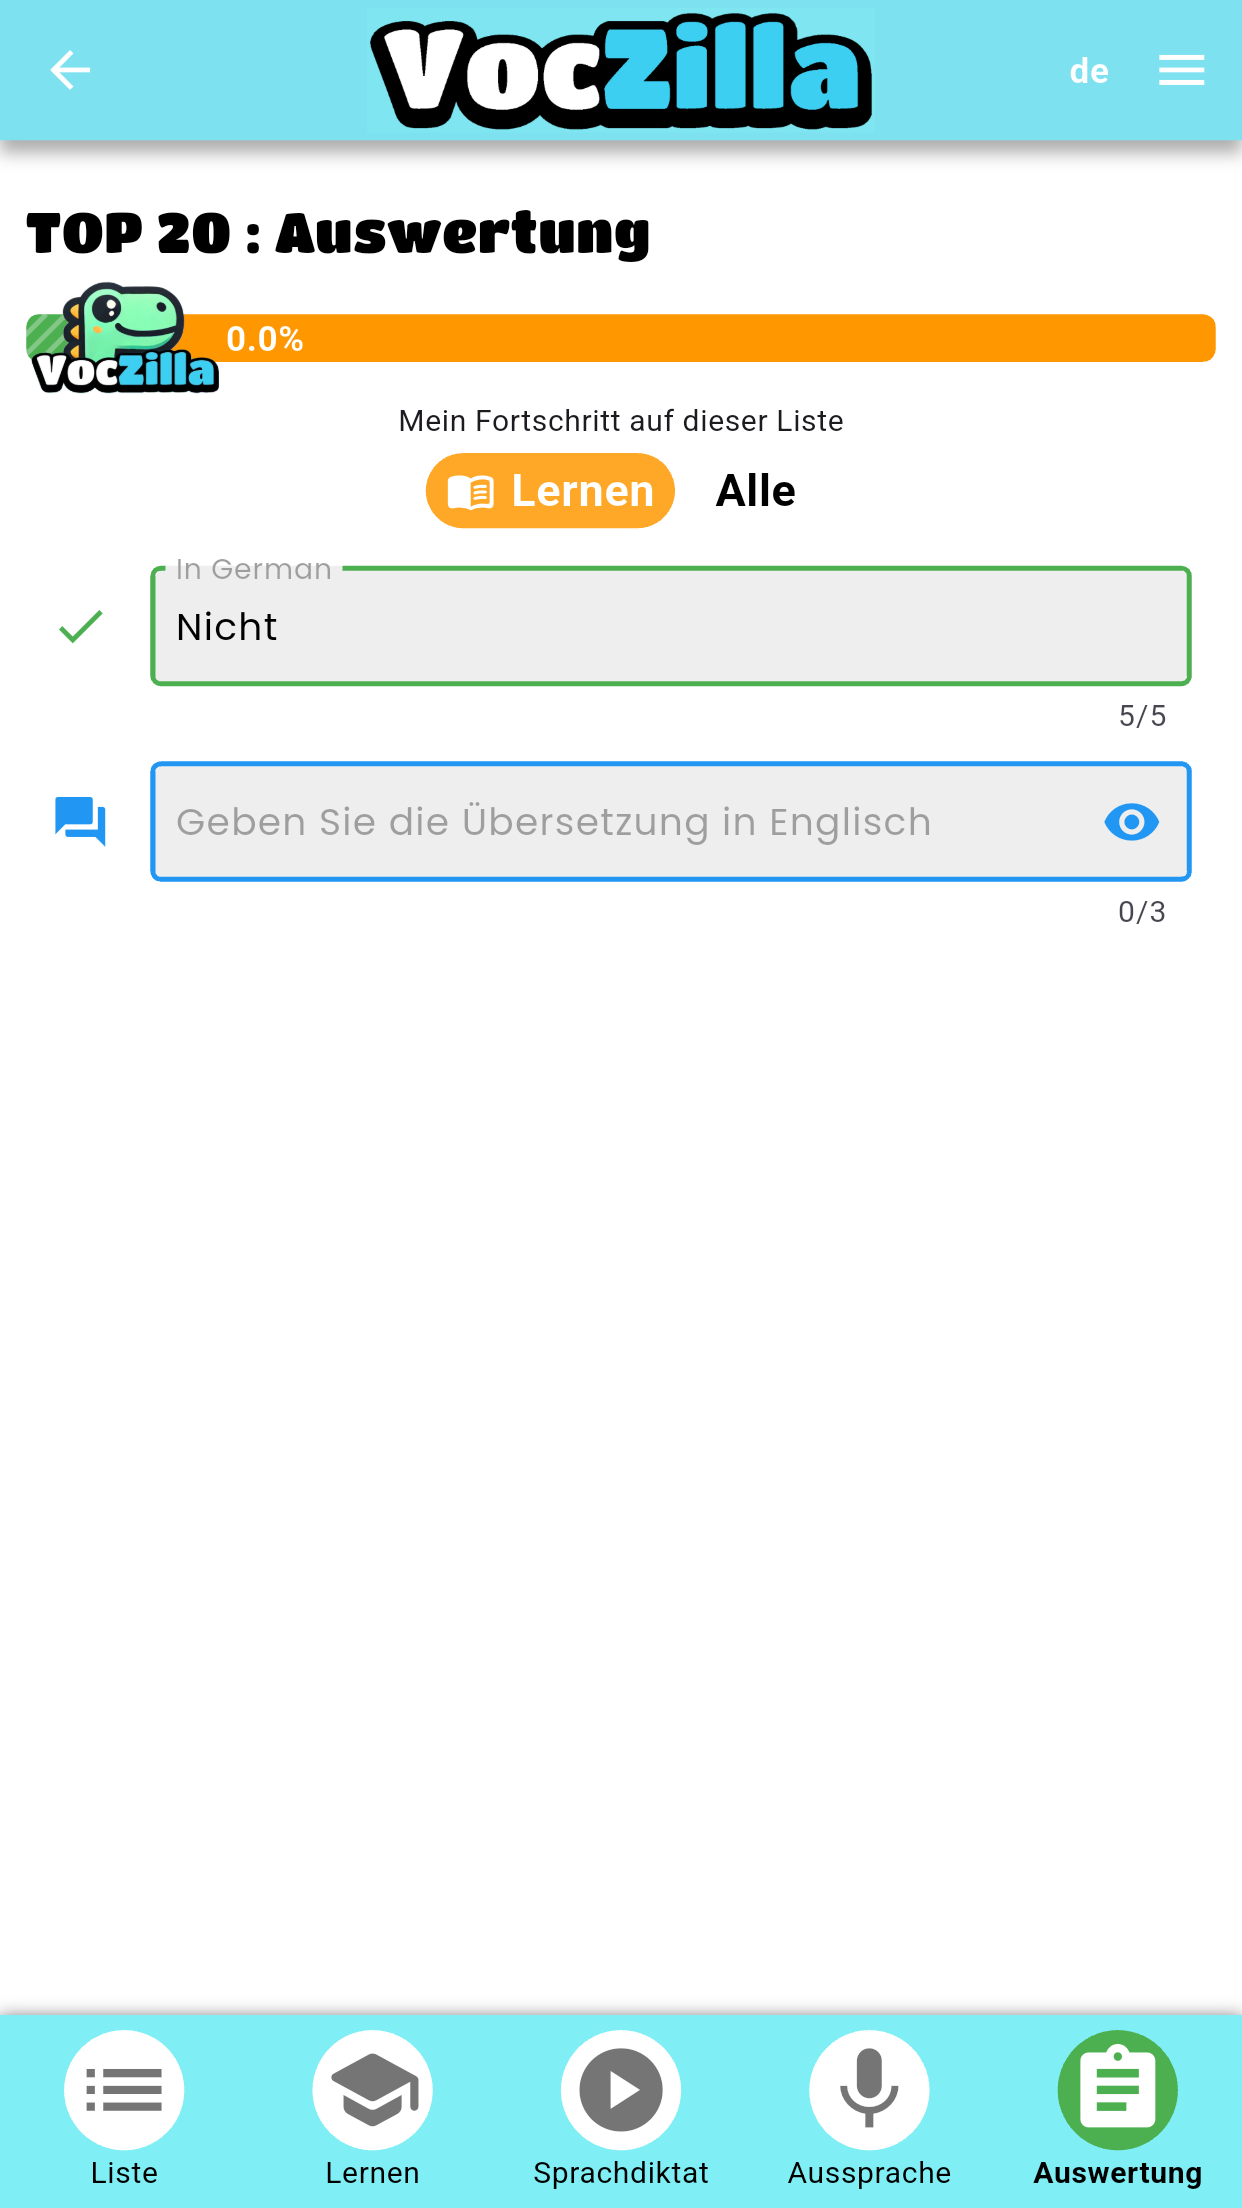 VocZilla
de
TOP 20 : Auswertung
VocZilla
0.0%
Mein Fortschritt auf dieser Liste
Lernen Alle
In German
Nicht
5/5
Geben Sie die Übersetzung in Englisch
0/3
Liste Lernen Sprachdiktat Aussprache Auswertung